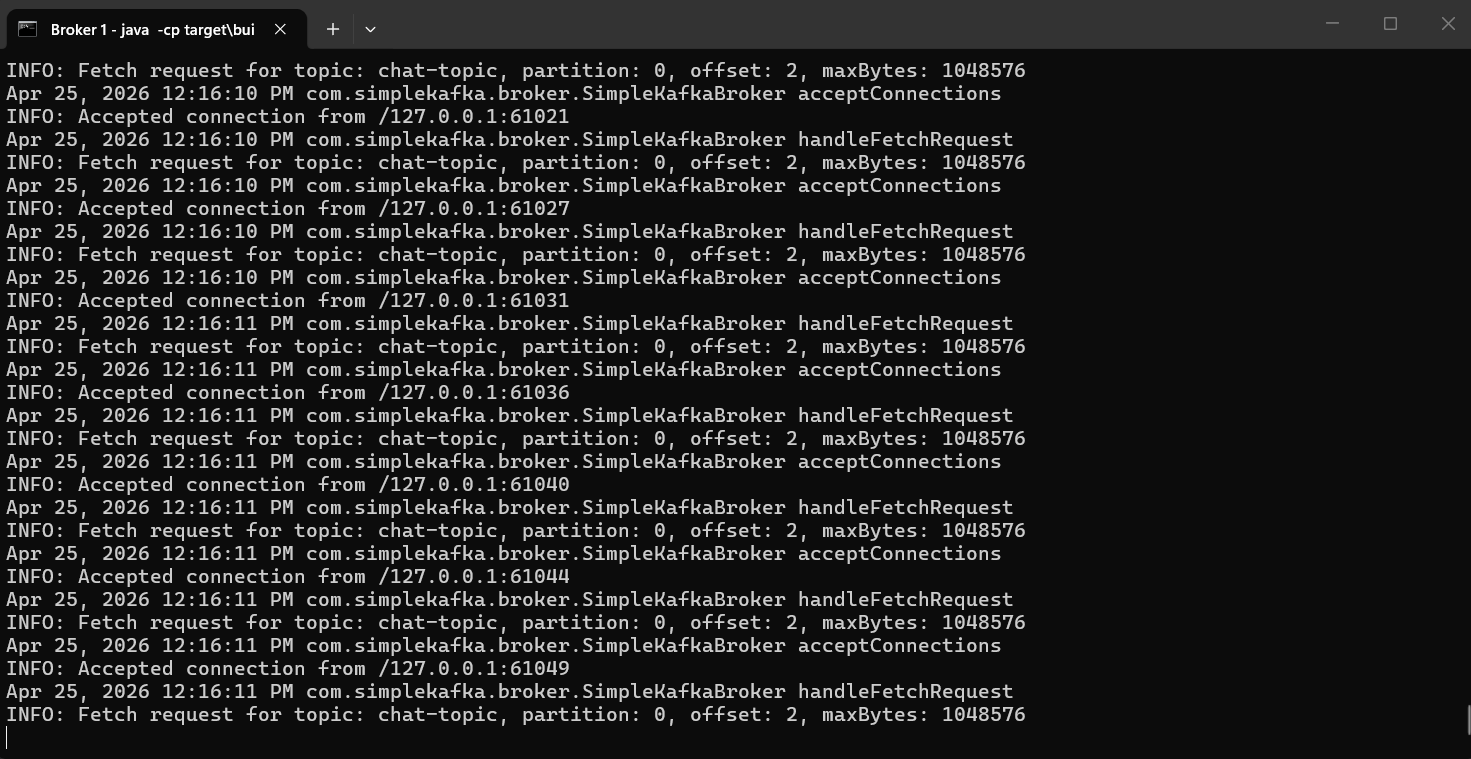 Broker 1 - java -cp target\bui
INFO: Fetch request for topic: chat-topic, partition: 0, offset: 2, maxBytes: 1048576
Apr 25, 2026 12:16:10 PM com.simplekafka.broker.SimpleKafkaBroker acceptConnections
INFO: Accepted connection from /127.0.0.1:61021
Apr 25, 2026 12:16:10 PM com.simplekafka.broker.SimpleKafkaBroker handleFetchRequest
INFO: Fetch request for topic: chat-topic, partition: 0, offset: 2, maxBytes: 1048576
Apr 25, 2026 12:16:10 PM com.simplekafka.broker.SimpleKafkaBroker acceptConnections
INFO: Accepted connection from /127.0.0.1:61027
Apr 25, 2026 12:16:10 PM com.simplekafka.broker.SimpleKafkaBroker handleFetchRequest
INFO: Fetch request for topic: chat-topic, partition: 0, offset: 2, maxBytes: 1048576
Apr 25, 2026 12:16:10 PM com.simplekafka.broker.SimpleKafkaBroker acceptConnections
INFO: Accepted connection from /127.0.0.1:61031
Apr 25, 2026 12:16:11 PM com.simplekafka.broker.SimpleKafkaBroker handleFetchRequest
INFO: Fetch request for topic: chat-topic, partition: 0, offset: 2, maxBytes: 1048576
Apr 25, 2026 12:16:11 PM com.simplekafka.broker.SimpleKafkaBroker acceptConnections
INFO: Accepted connection from /127.0.0.1:61036
Apr 25, 2026 12:16:11 PM com.simplekafka.broker.SimpleKafkaBroker handleFetchRequest
INFO: Fetch request for topic: chat-topic, partition: 0, offset: 2, maxBytes: 1048576
Apr 25, 2026 12:16:11 PM com.simplekafka.broker.SimpleKafkaBroker acceptConnections
INFO: Accepted connection from /127.0.0.1:61040
Apr 25, 2026 12:16:11 PM com.simplekafka.broker.SimpleKafkaBroker handleFetchRequest
INFO: Fetch request for topic: chat-topic, partition: 0, offset: 2, maxBytes: 1048576
Apr 25, 2026 12:16:11 PM com.simplekafka.broker.SimpleKafkaBroker acceptConnections
INFO: Accepted connection from /127.0.0.1:61044
Apr 25, 2026 12:16:11 PM com.simplekafka.broker.SimpleKafkaBroker handleFetchRequest
INFO: Fetch request for topic: chat-topic, partition: 0, offset: 2, maxBytes: 1048576
Apr 25, 2026 12:16:11 PM com.simplekafka.broker.SimpleKafkaBroker acceptConnections
INFO: Accepted connection from /127.0.0.1:61049
Apr 25, 2026 12:16:11 PM com.simplekafka.broker.SimpleKafkaBroker handleFetchRequest
INFO: Fetch request for topic: chat-topic, partition: 0, offset: 2, maxBytes: 1048576